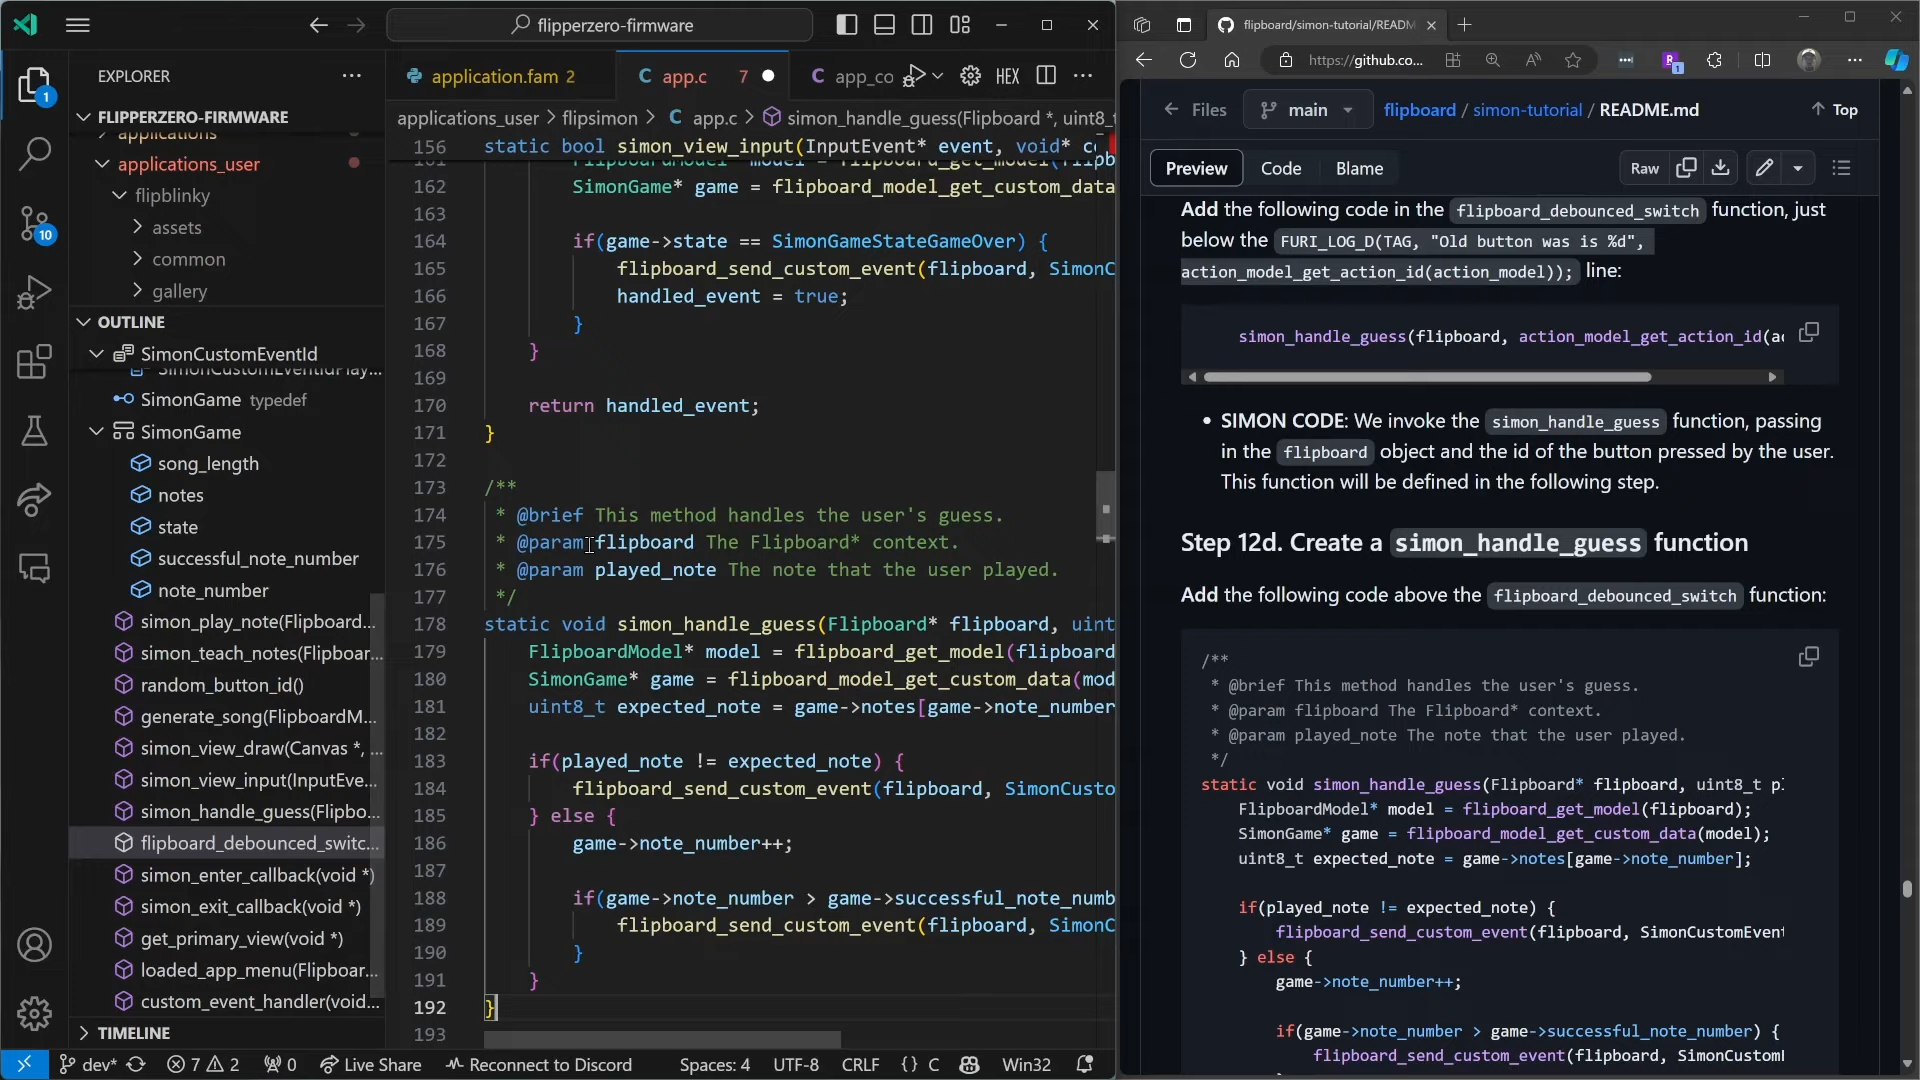 flipperzero-firmware
EXPLORER
FLIPPERZERO-FIRMWARE
applications
applications_user
flipblinky
assets
common
gallery
OUTLINE
SimonCustomEventId
SimonCustomEventIdPlay...
SimonGame typedef
SimonGame
song_length
notes
state
successful_note_number
note_number
simon_play_note(Flipboard...
simon_teach_notes(Flipboar...
random_button_id()
generate_song(FlipboardM...
simon_view_draw(Canvas *, ...
simon_view_input(InputEve...
simon_handle_guess(Flipbo...
flipboard_debounced_switc...
simon_enter_callback(void *)
simon_exit_callback(void *)
get_primary_view(void *)
loaded_app_menu(Flipboar...
custom_event_handler(void...
TIMELINE
1
10
application.fam 2
C app.c 7
C app_co
HEX
applications_user > flipsimon > C app.c > simon_handle_guess(Flipboard *, uint8_t
156 static bool simon_view_input(InputEvent* event, void* co
161 FlipboardModel* model = flipboard_get_model(flipb
162 SimonGame* game = flipboard_model_get_custom_data
163
164 if(game->state == SimonGameStateGameOver) {
165 flipboard_send_custom_event(flipboard, SimonC
166 handled_event = true;
167 }
168 }
169
170 return handled_event;
171 }
172
173 /**
174 * @brief This method handles the user's guess.
175 * @param flipboard The Flipboard* context.
176 * @param played_note The note that the user played.
177 */
178 static void simon_handle_guess(Flipboard* flipboard, uint
179 FlipboardModel* model = flipboard_get_model(flipboard
180 SimonGame* game = flipboard_model_get_custom_data(mod
181 uint8_t expected_note = game->notes[game->note_number
182
183 if(played_note != expected_note) {
184 flipboard_send_custom_event(flipboard, SimonCusto
185 } else {
186 game->note_number++;
187
188 if(game->note_number > game->successful_note_numb
189 flipboard_send_custom_event(flipboard, SimonC
190 }
191 }
192 }
193
dev* 7 2 0 Live Share Reconnect to Discord Spaces: 4 UTF-8 CRLF {} C Win32
flipboard/simon-tutorial/READM
https://github.co...
1
Files main flipboard / simon-tutorial / README.md Top
Preview Code Blame Raw
Add the following code in the flipboard_debounced_switch function, just
below the FURI_LOG_D(TAG, "Old button was is %d",
action_model_get_action_id(action_model)); line:
simon_handle_guess(flipboard, action_model_get_action_id(ac
• SIMON CODE: We invoke the simon_handle_guess function, passing
in the flipboard object and the id of the button pressed by the user.
This function will be defined in the following step.
Step 12d. Create a simon_handle_guess function
Add the following code above the flipboard_debounced_switch function:
/**
* @brief This method handles the user's guess.
* @param flipboard The Flipboard* context.
* @param played_note The note that the user played.
*/
static void simon_handle_guess(Flipboard* flipboard, uint8_t pl
FlipboardModel* model = flipboard_get_model(flipboard);
SimonGame* game = flipboard_model_get_custom_data(model);
uint8_t expected_note = game->notes[game->note_number];
if(played_note != expected_note) {
flipboard_send_custom_event(flipboard, SimonCustomEvent
} else {
game->note_number++;
if(game->note_number > game->successful_note_number) {
flipboard_send_custom_event(flipboard, SimonCustomE